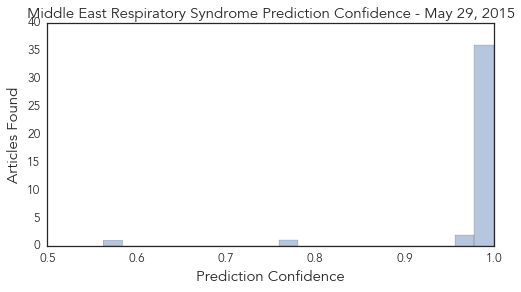 Middle East Respiratory Syndrome Prediction Confidence - May 29, 2015
40
35
30
25
20
15
10
5
0
Articles Found
0.5 0.6 0.7 0.8 0.9 1.0
Prediction Confidence